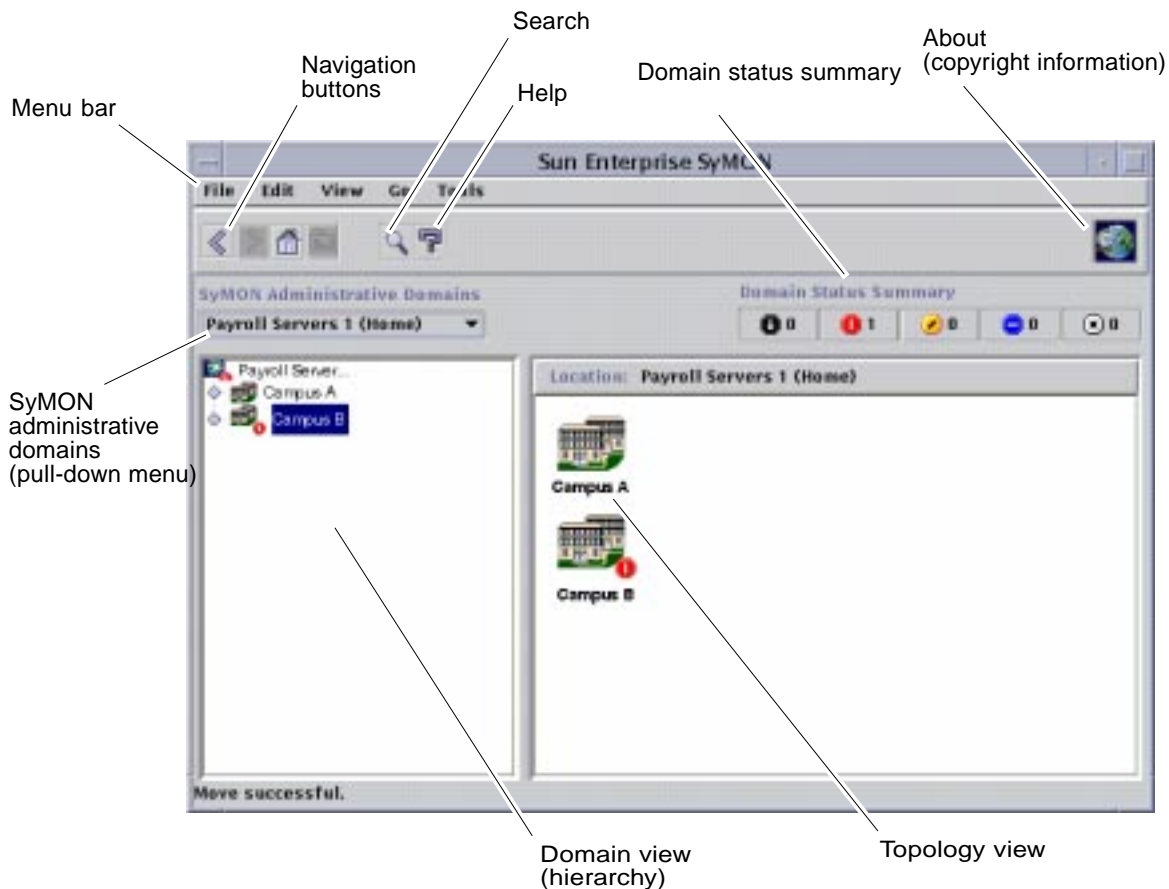 Search
About
(copyright information)
Navigation
buttons
Domain status summary
Help
Menu bar
Sun Enterprise SyMON
File Edit View Go Tools
SyMON Administrative Domains
Domain Status Summary
Payroll Servers 1 (Home)
0 1 0 0 0
Payroll Server...
Campus A
Campus B
Location: Payroll Servers 1 (Home)
Campus A
Campus B
SyMON
administrative
domains
(pull-down menu)
Move successful.
Domain view
(hierarchy)
Topology view